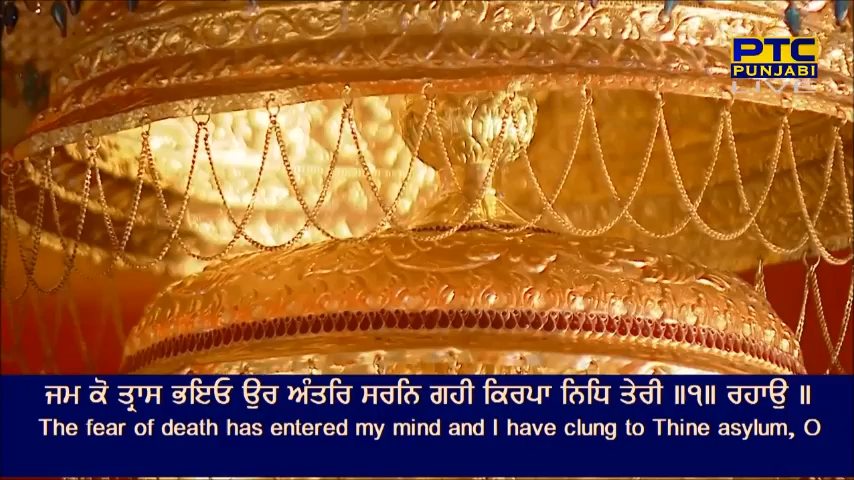 PTC
PUNJABI
LIVE
ਜਮ ਕੋ ਤ੍ਰਾਸ ਭਇਓ ਉਰ ਅੰਤਰਿ ਸਰਨਿ ਗਹੀ ਕਿਰਪਾ ਨਿਧਿ ਤੇਰੀ ॥੧॥ ਰਹਾਉ ॥
The fear of death has entered my mind and I have clung to Thine asylum, O